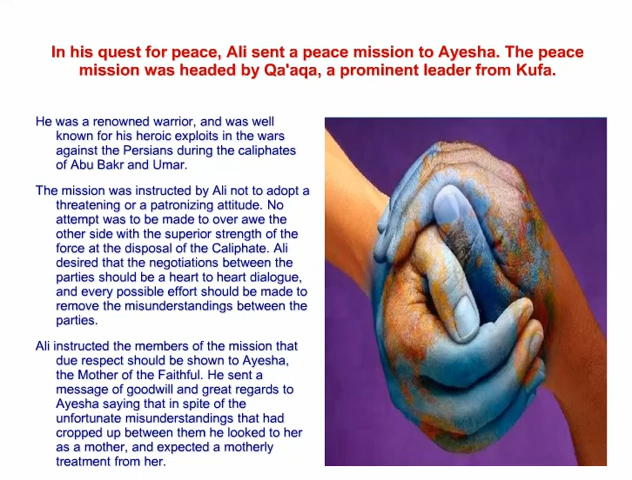 In his quest for peace, Ali sent a peace mission to Ayesha. The peace
mission was headed by Qa'aqa, a prominent leader from Kufa.
He was a renowned warrior, and was well
known for his heroic exploits in the wars
against the Persians during the caliphates
of Abu Bakr and Umar.
The mission was instructed by Ali not to adopt a
threatening or a patronizing attitude. No
attempt was to be made to over awe the
other side with the superior strength of the
force at the disposal of the Caliphate. Ali
desired that the negotiations between the
parties should be a heart to heart dialogue,
and every possible effort should be made to
remove the misunderstandings between the
parties.
Ali instructed the members of the mission that
due respect should be shown to Ayesha,
the Mother of the Faithful. He sent a
message of goodwill and great regards to
Ayesha saying that in spite of the
unfortunate misunderstandings that had
cropped up between them he looked to her
as a mother, and expected a motherly
treatment from her.